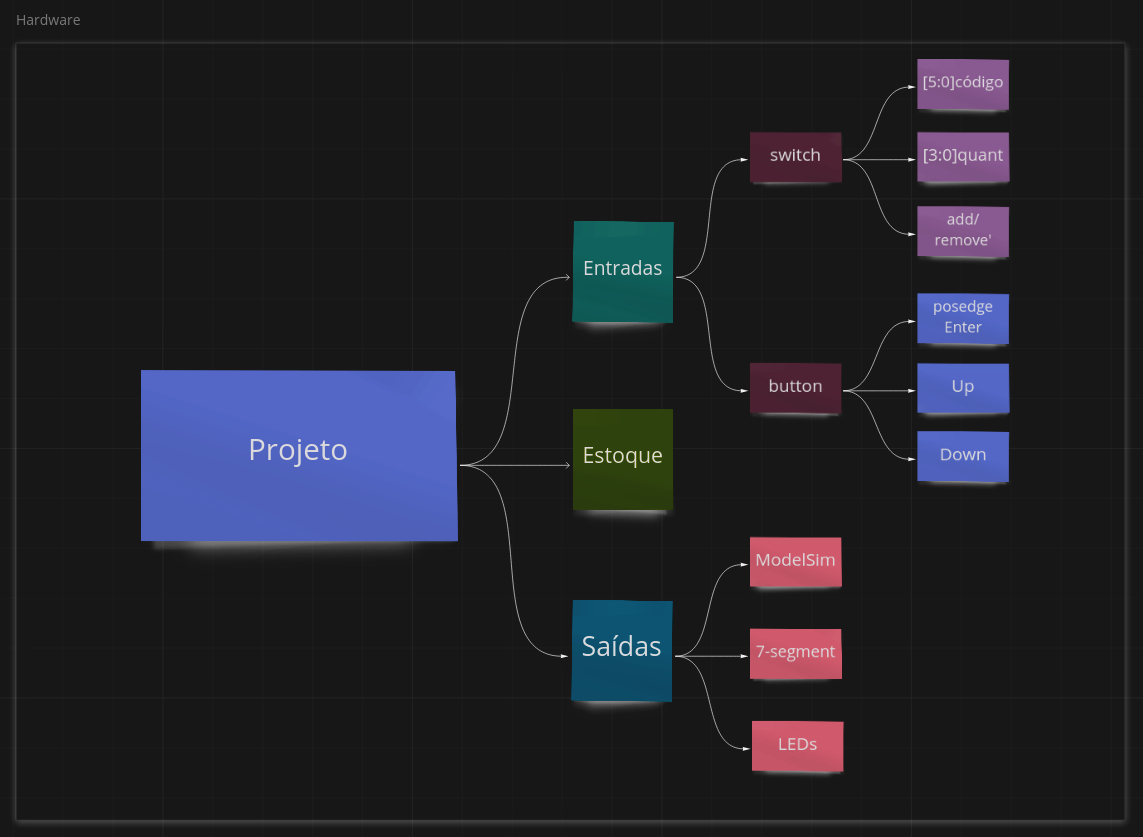 Hardware
[5:0]código
switch
[3:0]quant
add/
remove'
Entradas
posedge
Enter
button
Up
Down
Projeto
Estoque
ModelSim
Saídas
7-segment
LEDs